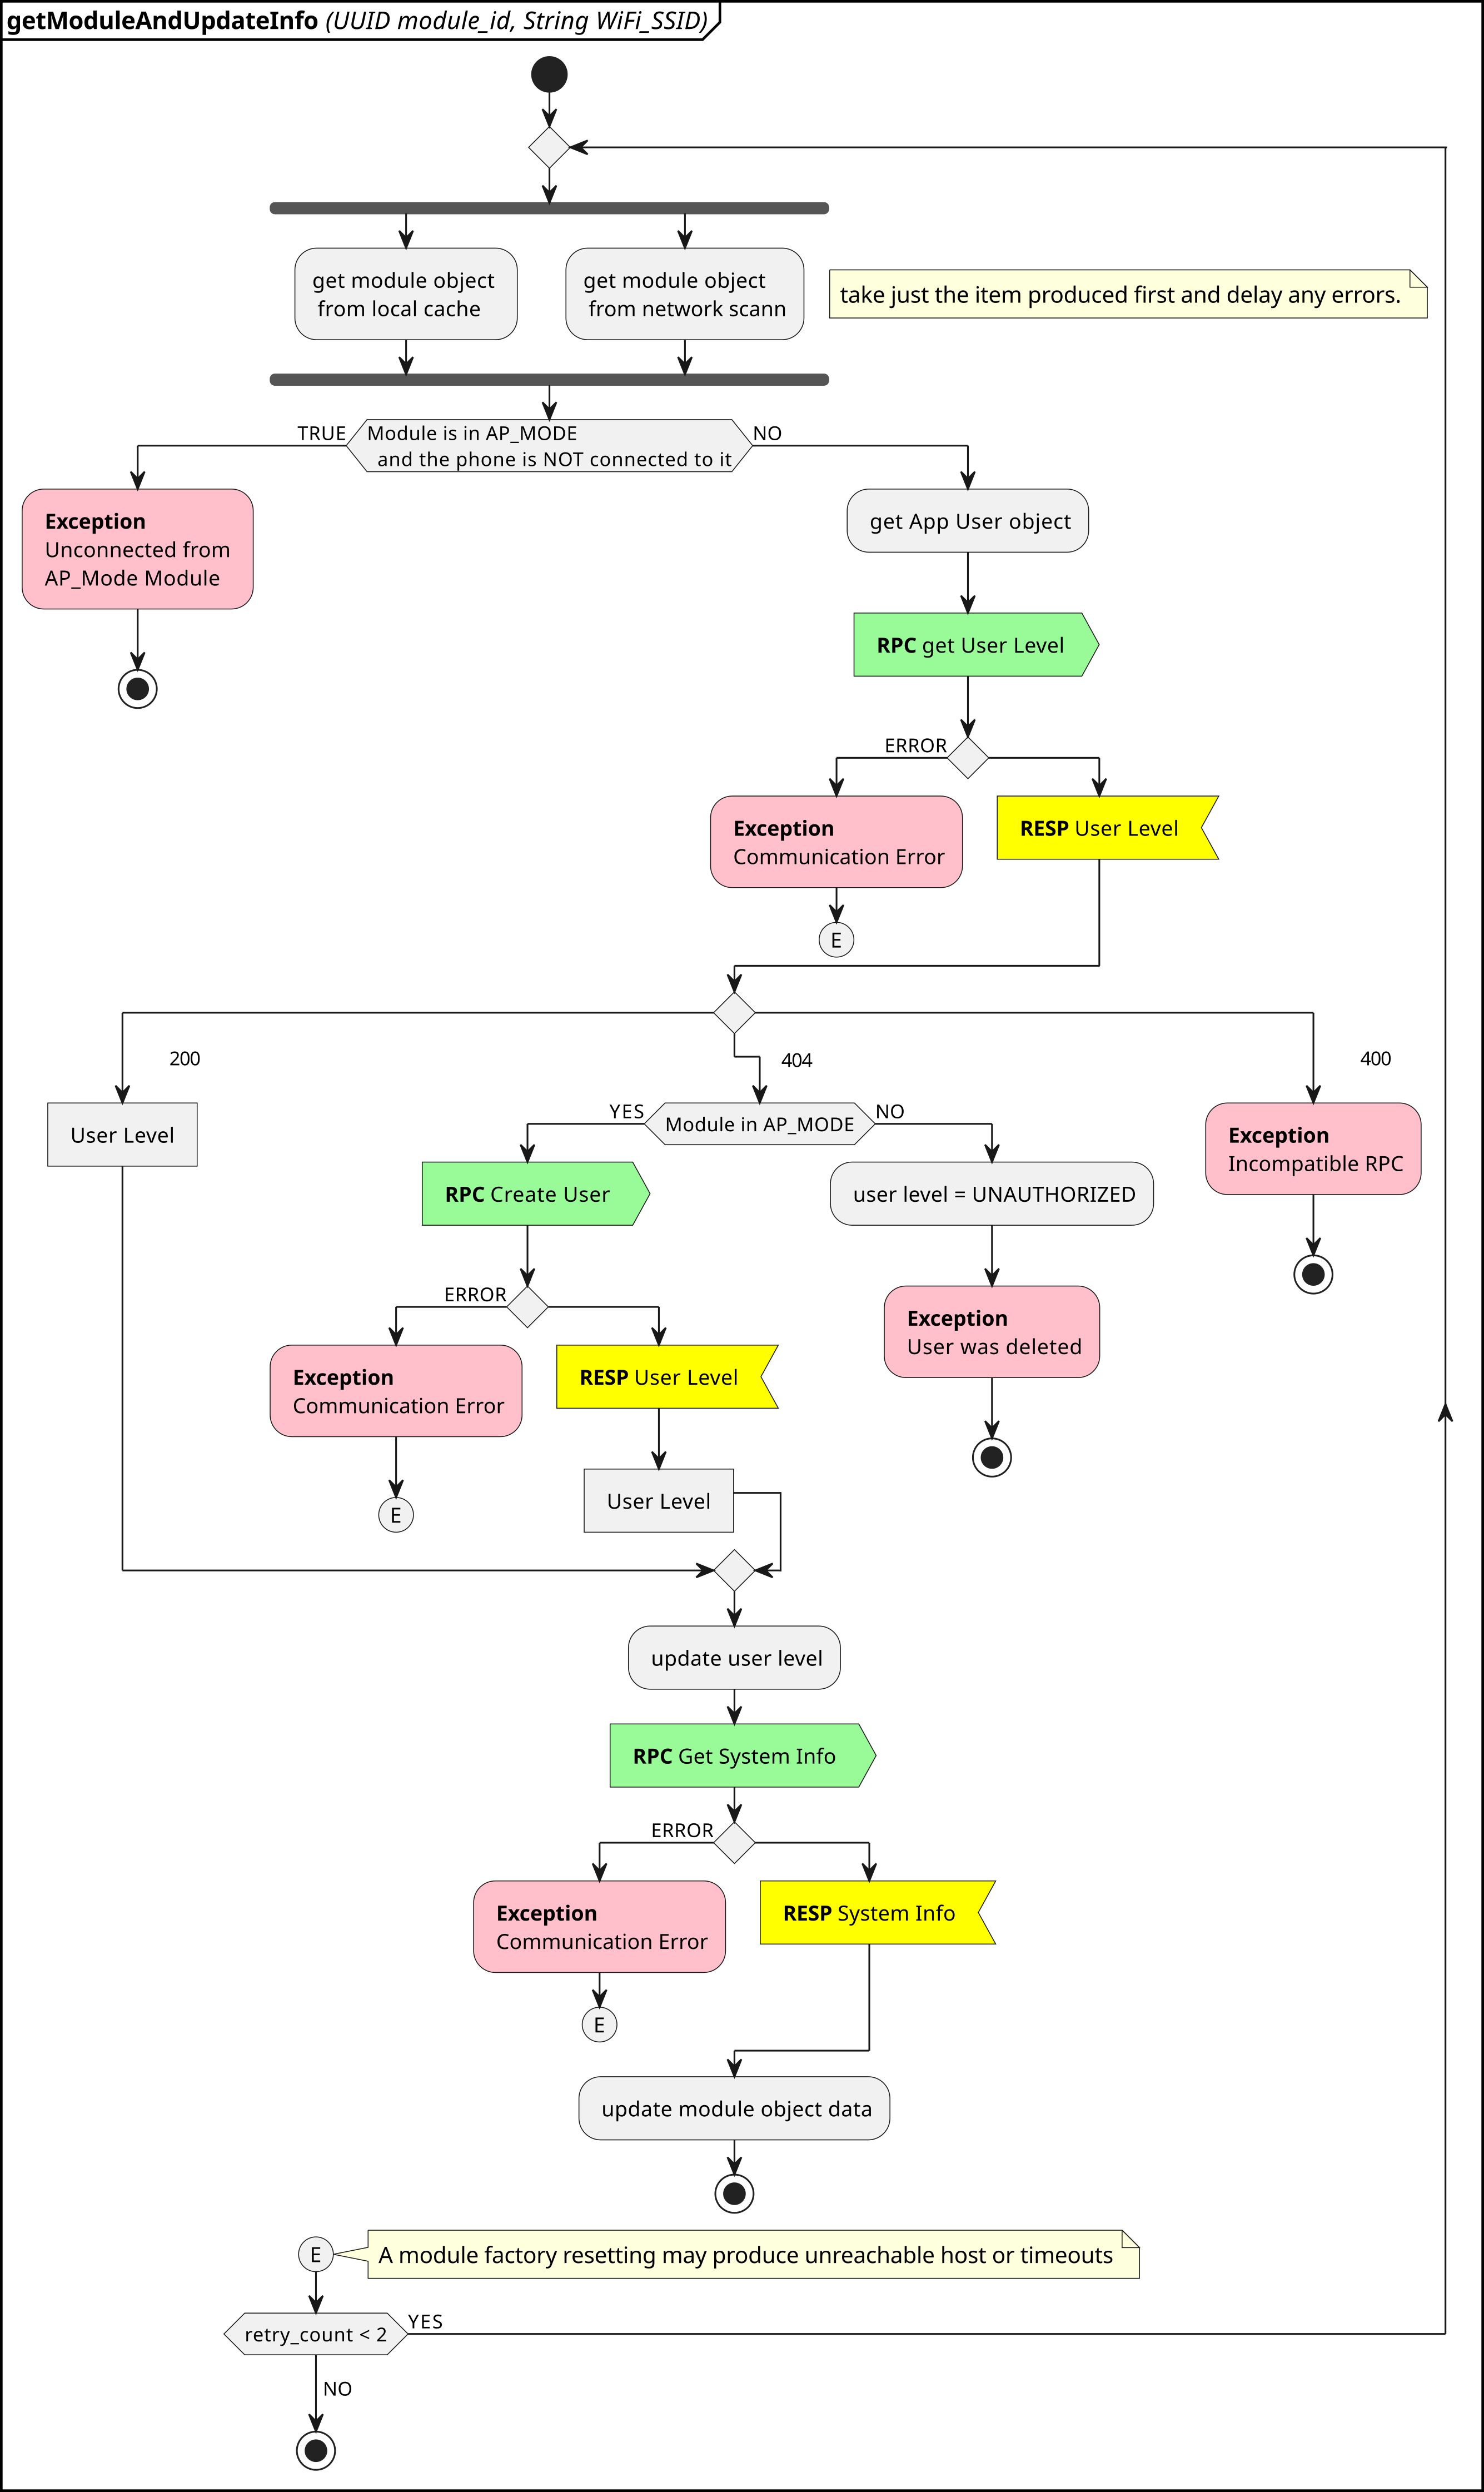 getModuleAndUpdateInfo (UUID module_id, String WiFi_SSID)
get module object
from local cache
get module object
from network scann
take just the item produced first and delay any errors.
TRUE
Module is in AP_MODE
and the phone is NOT connected to it
NO
Exception
Unconnected from
AP_Mode Module
get App User object
RPC get User Level
ERROR
Exception
Communication Error
RESP User Level
E
200
404
400
User Level
YES
Module in AP_MODE
NO
Exception
Incompatible RPC
RPC Create User
user level = UNAUTHORIZED
ERROR
Exception
User was deleted
Exception
Communication Error
RESP User Level
E
User Level
update user level
RPC Get System Info
ERROR
Exception
Communication Error
RESP System Info
E
update module object data
E
A module factory resetting may produce unreachable host or timeouts
retry_count < 2
YES
NO